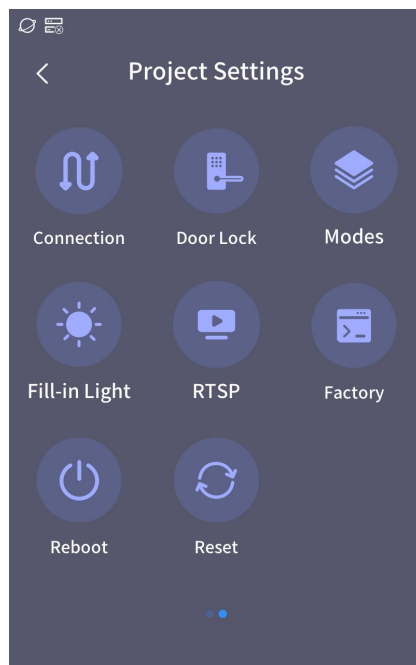 Project Settings
Connection Door Lock Modes
Fill-in Light RTSP Factory
Reboot Reset